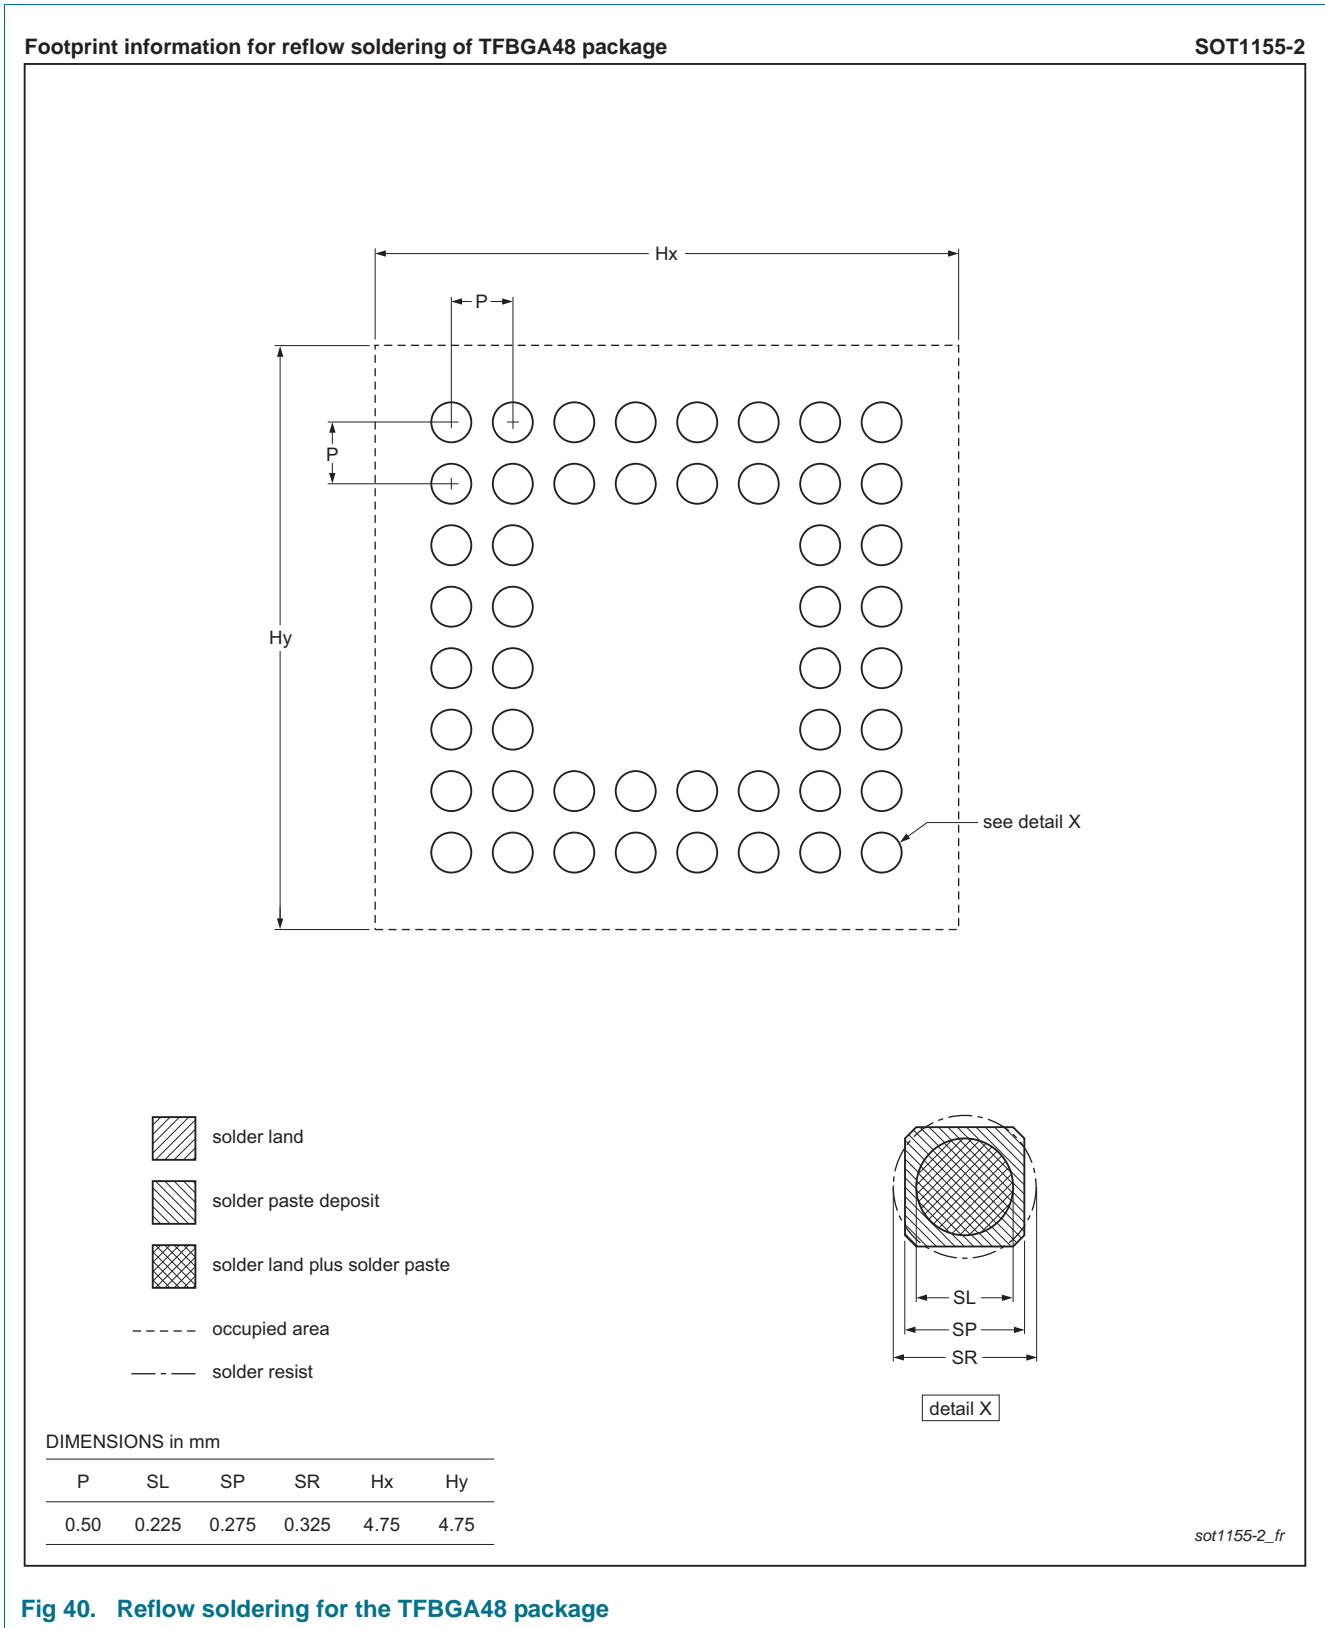 Footprint information for reflow soldering of TFBGA48 package SOT1155-2
Hx
P
P
Hy
see detail X
solder land
solder paste deposit
solder land plus solder paste
occupied area
solder resist
SL
SP
SR
detail X
DIMENSIONS in mm
P SL SP SR Hx Hy
0.50 0.225 0.275 0.325 4.75 4.75
sot1155-2_fr
Fig 40. Reflow soldering for the TFBGA48 package